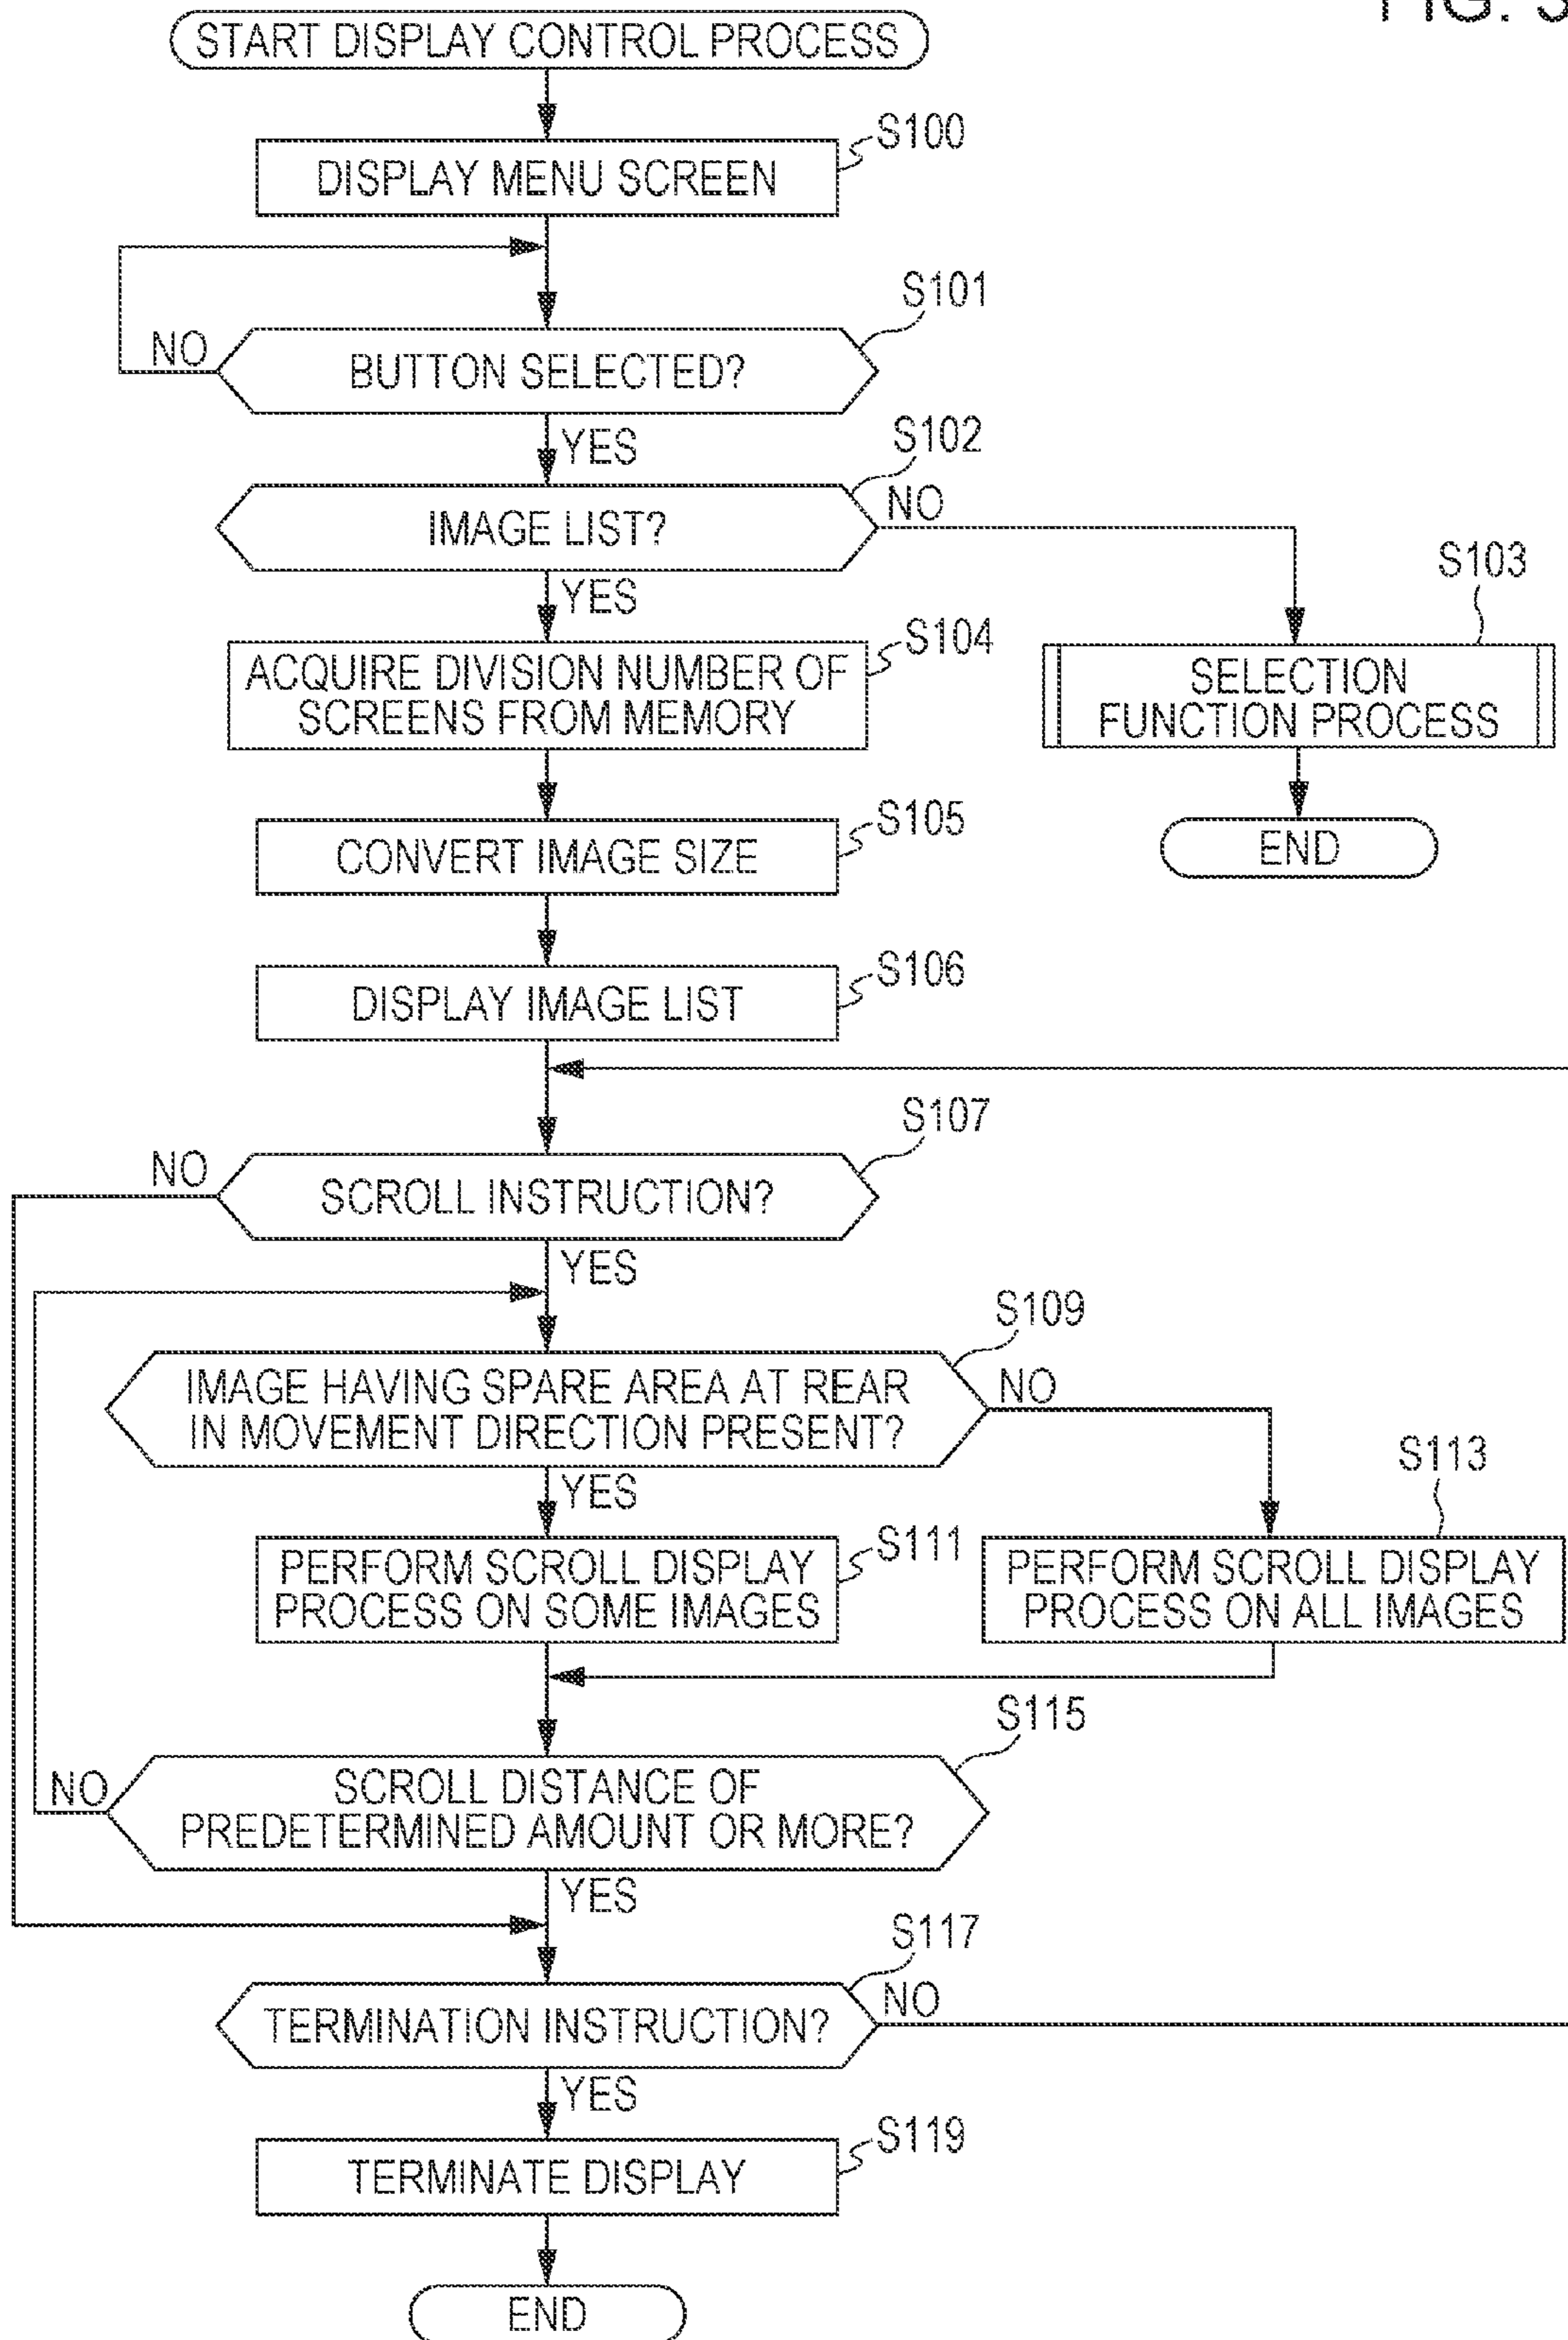 FIG. 3
START DISPLAY CONTROL PROCESS
S100
DISPLAY MENU SCREEN
S101
NO
BUTTON SELECTED?
YES
S102
NO
IMAGE LIST?
YES
S103
SELECTION
FUNCTION PROCESS
END
S104
ACQUIRE DIVISION NUMBER OF
SCREENS FROM MEMORY
S105
CONVERT IMAGE SIZE
S106
DISPLAY IMAGE LIST
S107
NO
SCROLL INSTRUCTION?
YES
S109
IMAGE HAVING SPARE AREA AT REAR
IN MOVEMENT DIRECTION PRESENT?
NO
YES
S111
PERFORM SCROLL DISPLAY
PROCESS ON SOME IMAGES
S113
PERFORM SCROLL DISPLAY
PROCESS ON ALL IMAGES
S115
NO
SCROLL DISTANCE OF
PREDETERMINED AMOUNT OR MORE?
YES
S117
NO
TERMINATION INSTRUCTION?
YES
S119
TERMINATE DISPLAY
END